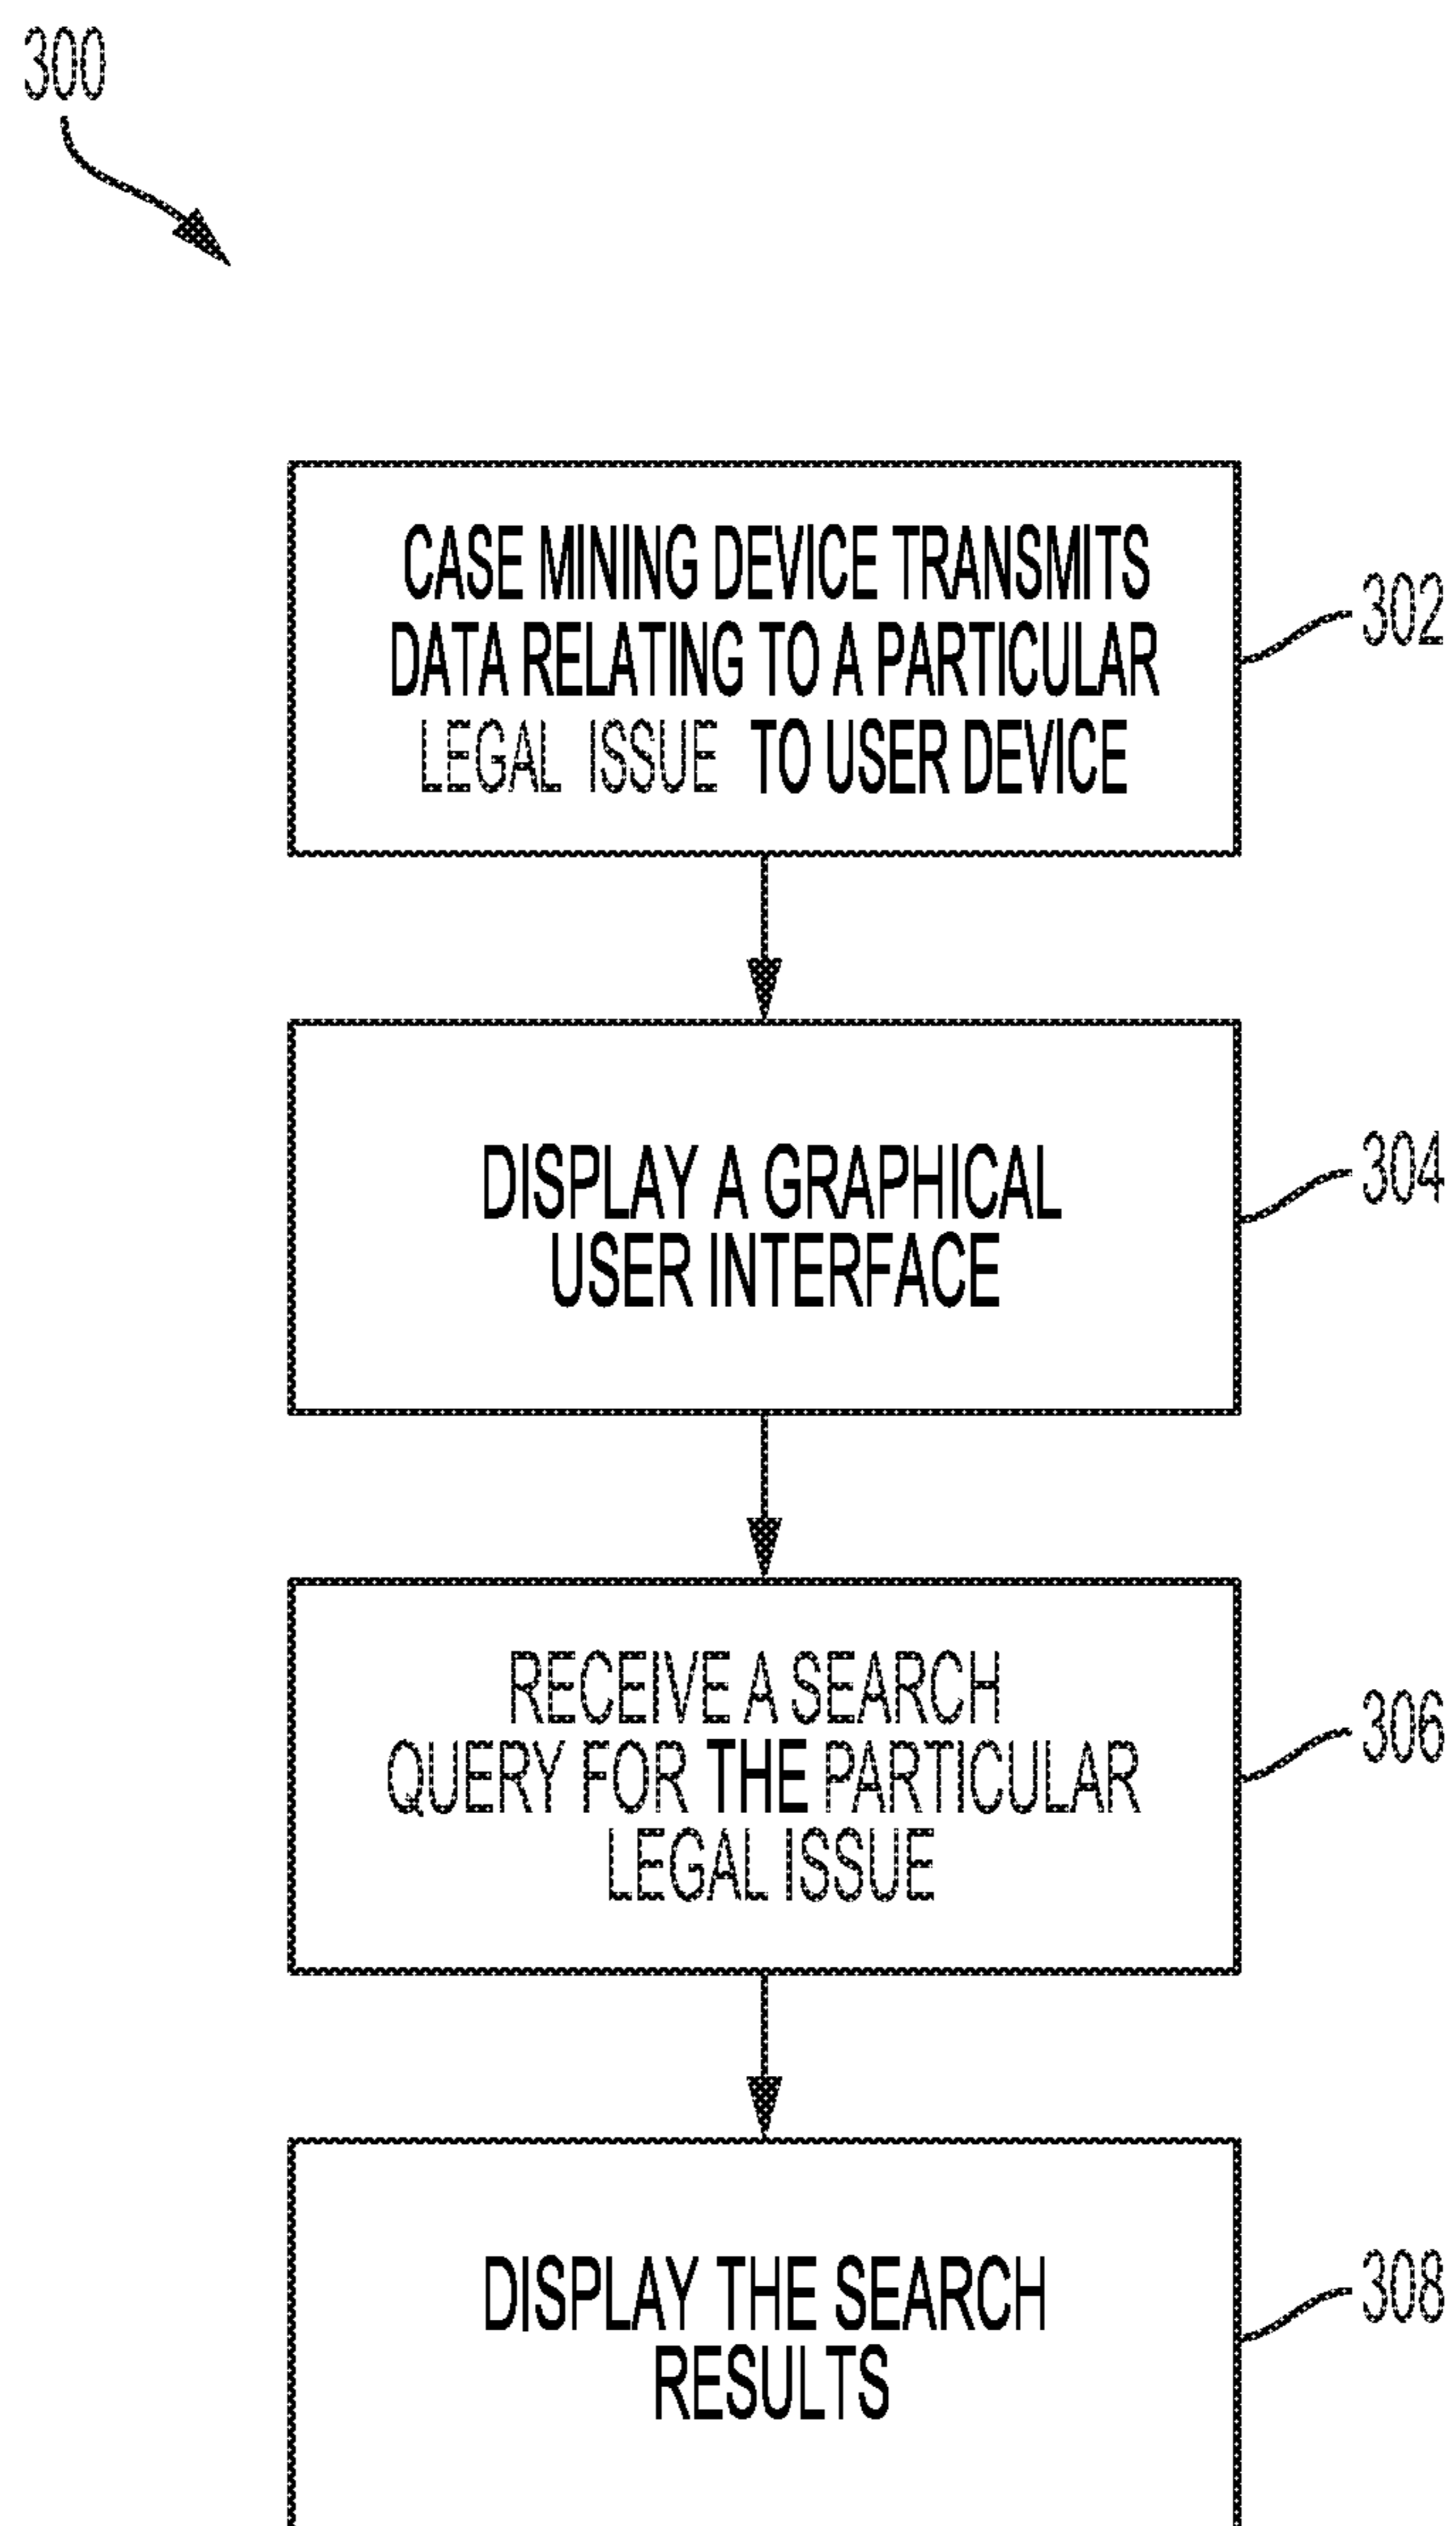 300
CASE MINING DEVICE TRANSMITS
DATA RELATING TO A PARTICULAR
LEGAL ISSUE TO USER DEVICE
302
DISPLAY A GRAPHICAL
USER INTERFACE
304
RECEIVE A SEARCH
QUERY FOR THE PARTICULAR
LEGAL ISSUE
306
DISPLAY THE SEARCH
RESULTS
308